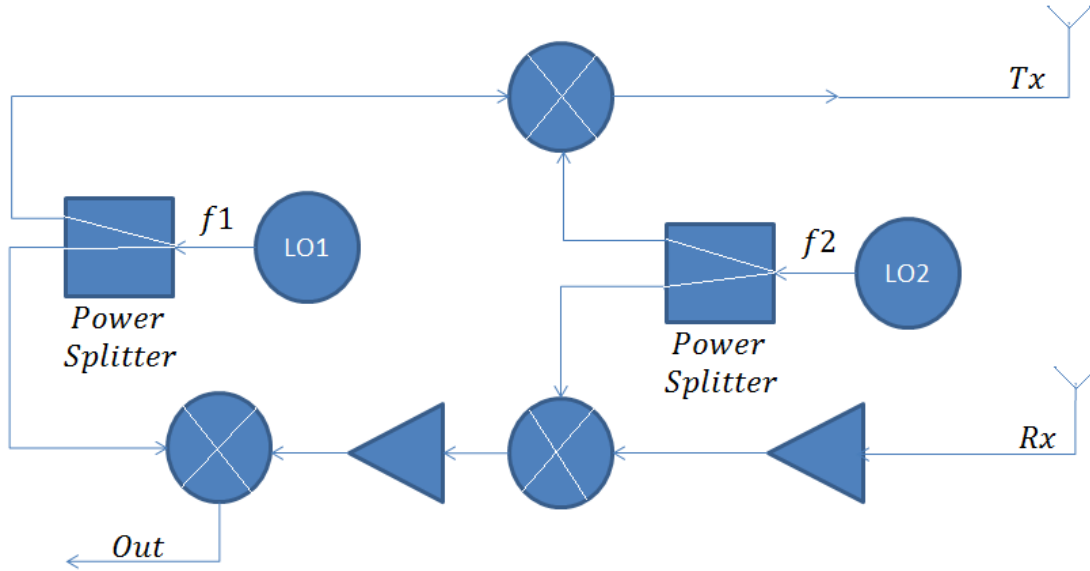 Tx
f1
LO1
f2
LO2
Power
Splitter
Power
Splitter
Rx
Out